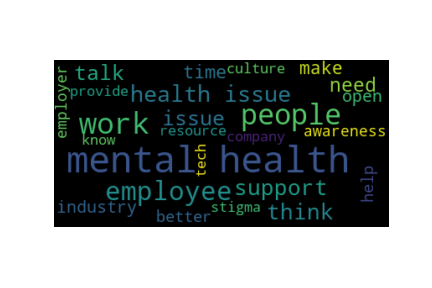 talk
time
culture
make
employer
provide
health issue
need
open
work
issue
people
know
resource
company
awareness
mental health
tech
employee
support
help
industry
better
stigma
think